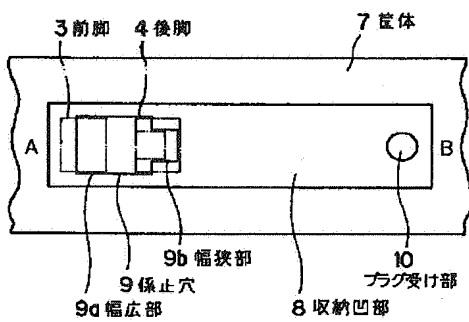 3 前脚
4 後脚
7 筐体
A
B
9b 幅狭部
9 係止穴
9a 幅広部
10
プラグ受け部
8 収納凹部